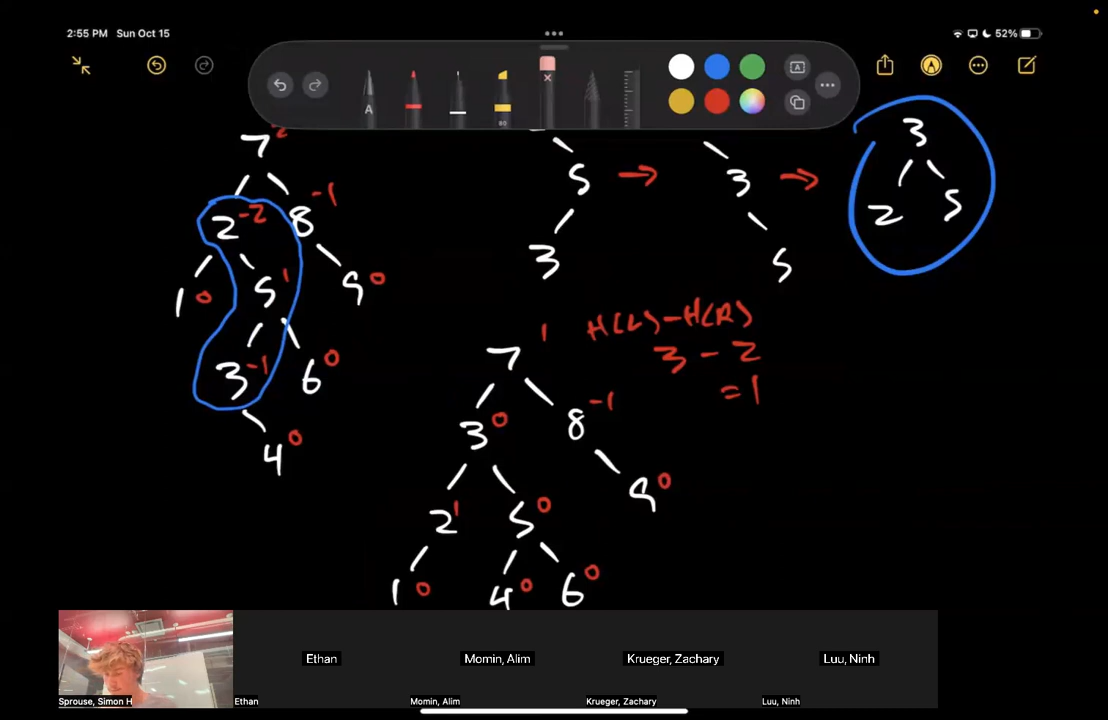 2:55 PM Sun Oct 15
52%
A
80
A
7 2
2 -2 8 -1
1 0 5 1 9 0
3 -1 6 0
4 0
5 →
3
3 →
5
3
2 5
7 1 H(L)-H(R)
3 - 2
= 1
3 0 8 -1
2 1 5 0 9 0
1 0 4 0 6 0
Ethan
Momin, Alim
Krueger, Zachary
Luu, Ninh
Sprouse, Simon H
Ethan
Momin, Alim
Krueger, Zachary
Luu, Ninh